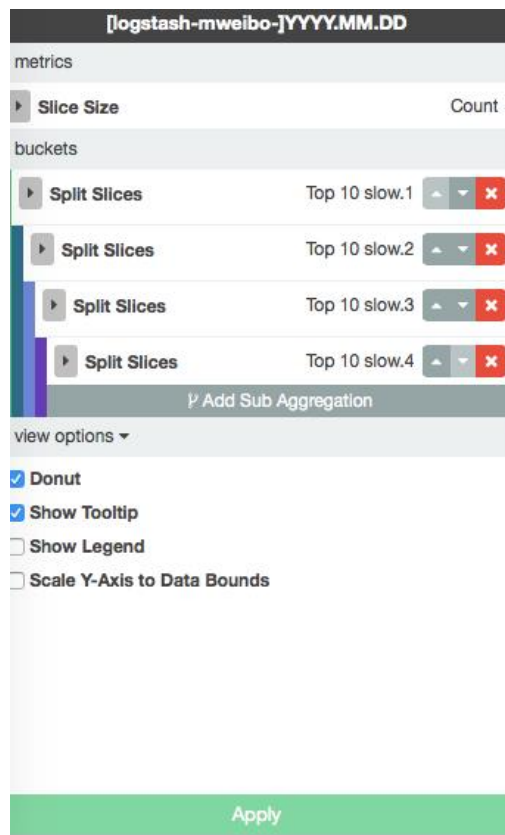 [logstash-mweibo-]YYYY.MM.DD
metrics
Slice Size Count
buckets
Split Slices Top 10 slow.1
Split Slices Top 10 slow.2
Split Slices Top 10 slow.3
Split Slices Top 10 slow.4
Add Sub Aggregation
view options
Donut
Show Tooltip
Show Legend
Scale Y-Axis to Data Bounds
Apply